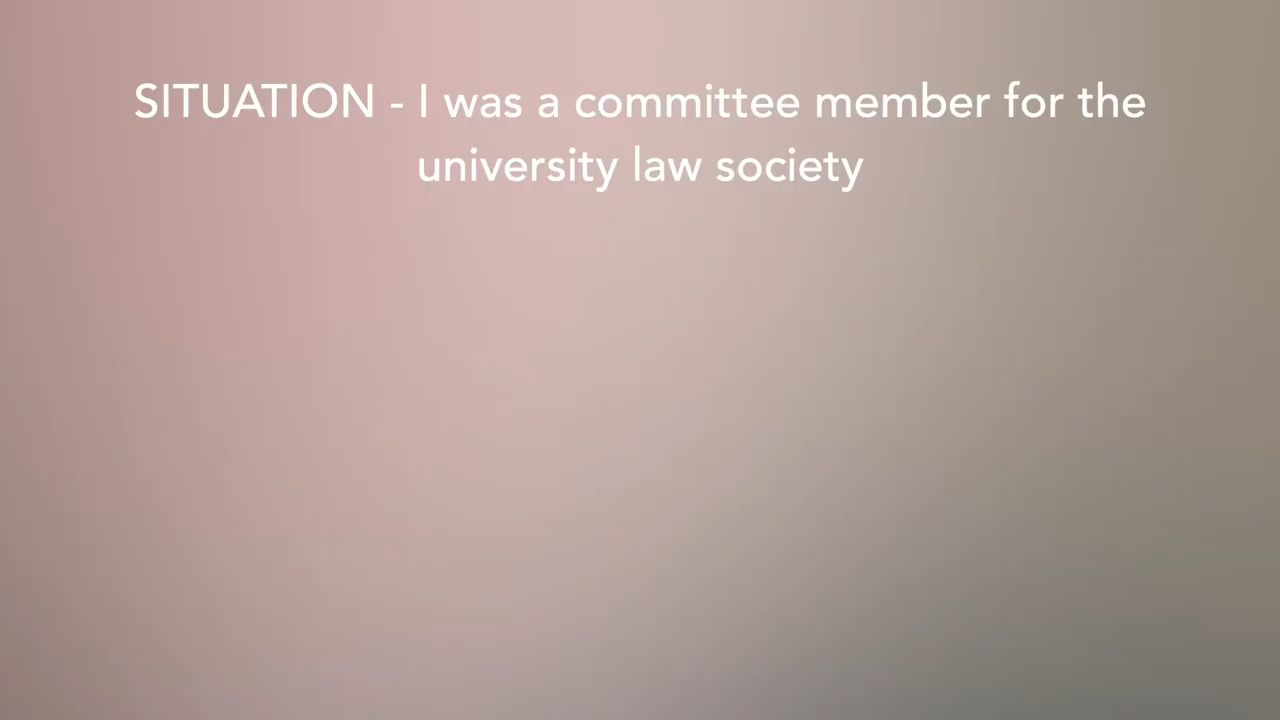 SITUATION - I was a committee member for the
university law society